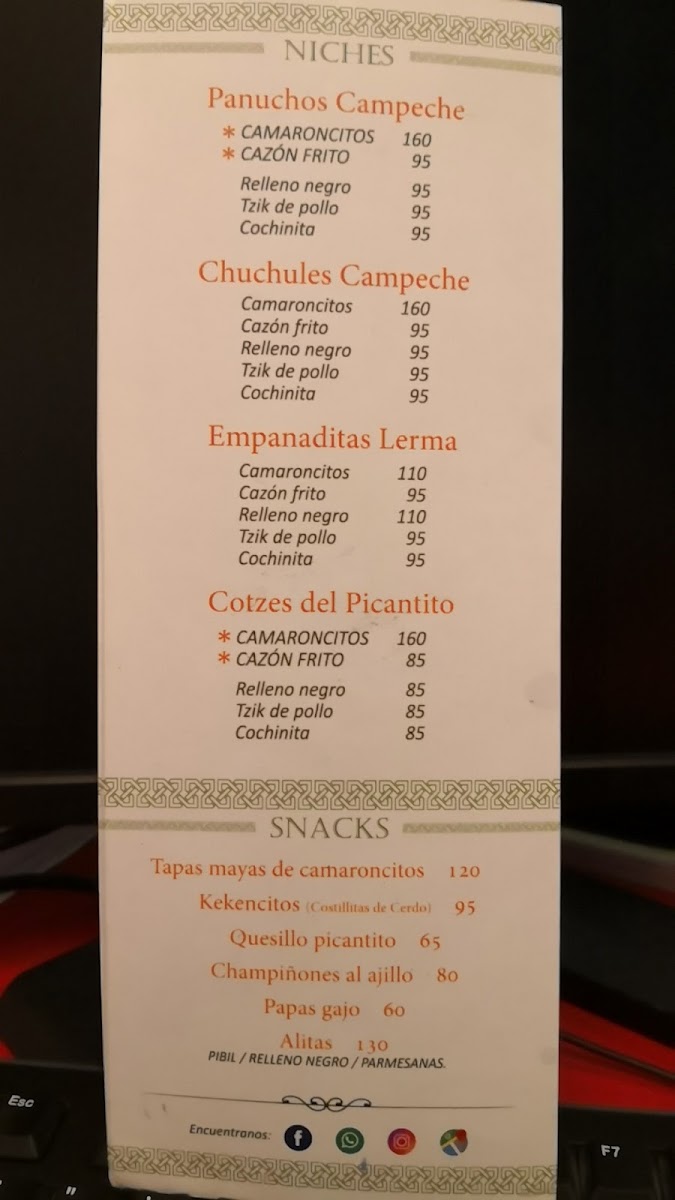 NICHES
Panuchos Campeche
* CAMARONCITOS 160
* CAZÓN FRITO 95
Relleno negro 95
Tzik de pollo 95
Cochinita 95
Chuchules Campeche
Camaroncitos 160
Cazón frito 95
Relleno negro 95
Tzik de pollo 95
Cochinita 95
Empanaditas Lerma
Camaroncitos 110
Cazón frito 95
Relleno negro 110
Tzik de pollo 95
Cochinita 95
Cotzes del Picantito
* CAMARONCITOS 160
* CAZÓN FRITO 85
Relleno negro 85
Tzik de pollo 85
Cochinita 85
SNACKS
Tapas mayas de camaroncitos 120
Kekencitos (Costillitas de Cerdo) 95
Quesillo picantito 65
Champiñones al ajillo 80
Papas gajo 60
Alitas 130
PIBIL / RELLENO NEGRO / PARMESANAS.
Encuentranos:
Esc
F7
"